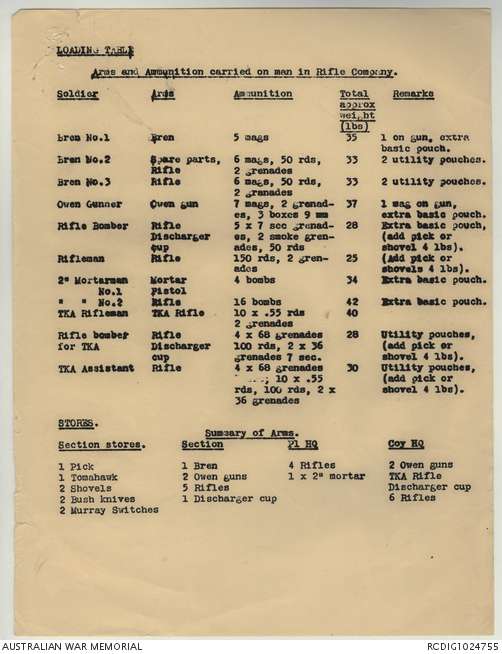 LOADING TABLE
Arms and Ammunition carried on man in Rifle Company.
Soldier Arms Ammunition Total Remarks
approx
weight
(lbs)
Bren No.1 Bren 5 mags 35 1 on gun, extra
basic pouch.
Bren No.2 Spare parts, 6 mags, 50 rds, 33 2 utility pouches.
Rifle 2 grenades
Bren No.3 Rifle 6 mags, 50 rds, 33 2 utility pouches.
2 grenades
Owen Gunner Owen gun 7 mags, 2 grenad- 37 1 mag on gun,
es, 3 boxes 9 mm extra basic pouch.
Rifle Bomber Rifle 5 x 7 sec grenad- 28 Extra basic pouch,
Discharger es, 2 smoke gren- (add pick or
cup ades, 50 rds shovel 4 lbs).
Rifleman Rifle 150 rds, 2 gren- 25 (Add pick or
ades shovels 4 lbs).
2" Mortarman Mortar 4 bombs 34 Extra basic pouch.
No.1 Pistol
" " No.2 Rifle 16 bombs 42 Extra basic pouch.
TKA Rifleman TKA Rifle 10 x .55 rds 40
2 grenades
Rifle bomber Rifle 4 x 68 grenades 28 Utility pouches,
for TKA Discharger 100 rds, 2 x 36 (add pick or
cup grenades 7 sec. shovel 4 lbs).
TKA Assistant Rifle 4 x 68 grenades 30 Utility pouches,
; 10 x .55 (add pick or
rds, 100 rds, 2 x shovel 4 lbs).
36 grenades
STORES.
Summary of Arms.
Section stores. Section Pl HQ Coy HQ
1 Pick 1 Bren 4 Rifles 2 Owen guns
1 Tomahawk 2 Owen guns 1 x 2" mortar TKA Rifle
2 Shovels 5 Rifles Discharger cup
2 Bush knives 1 Discharger cup 6 Rifles
2 Murray Switches
AUSTRALIAN WAR MEMORIAL RCDIG1024755